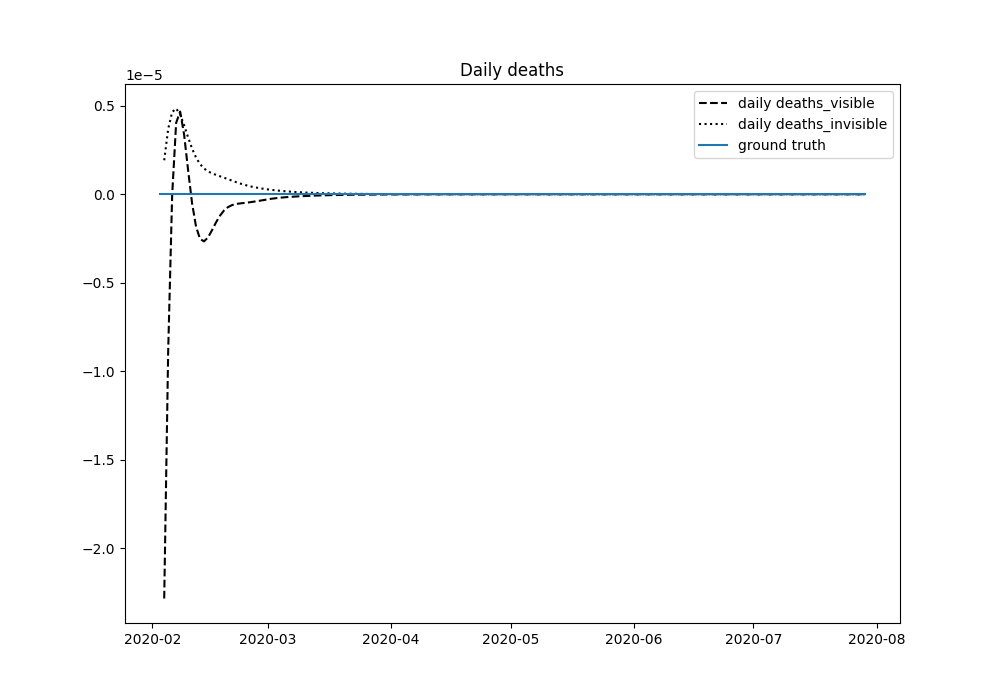 Daily deaths
1e−5
daily deaths_visible
daily deaths_invisible
ground truth
0.5
0.0
−0.5
−1.0
−1.5
−2.0
2020-02 2020-03 2020-04 2020-05 2020-06 2020-07 2020-08